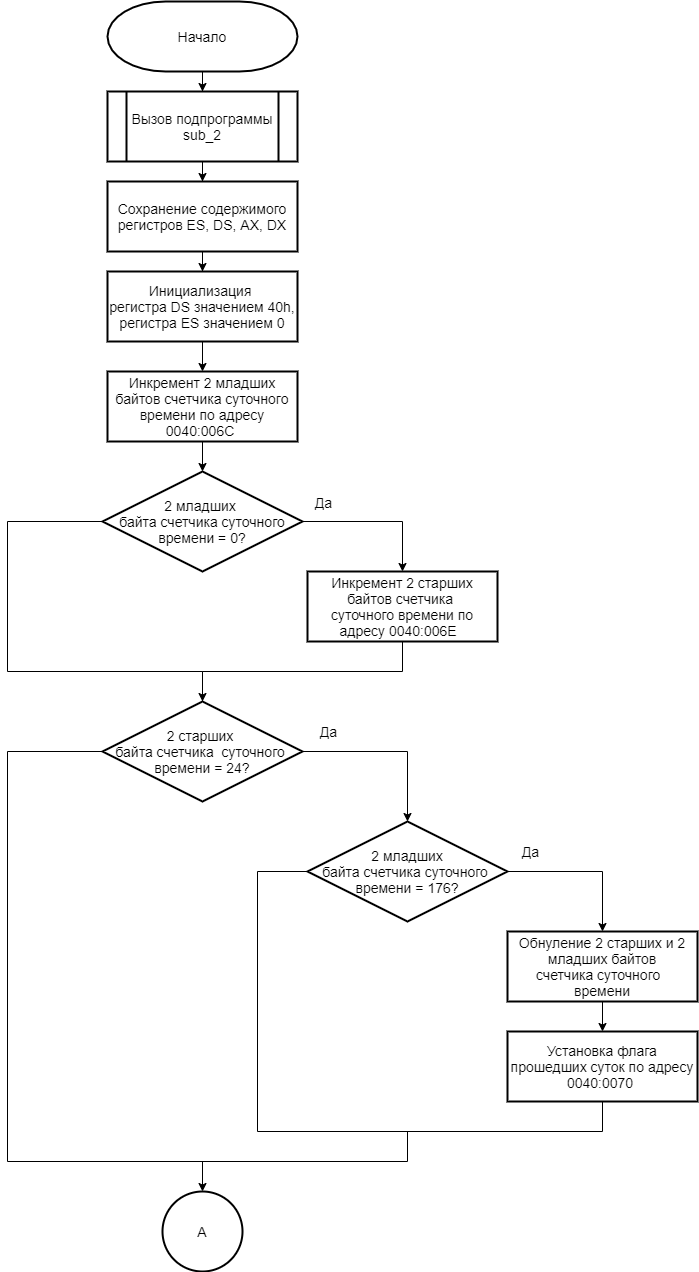 Начало
Вызов подпрограммы
sub_2
Сохранение содержимого
регистров ES, DS, AX, DX
Инициализация
регистра DS значением 40h,
регистра ES значением 0
Инкремент 2 младших
байтов счетчика суточного
времени по адресу
0040:006C
2 младших
байта счетчика суточного
времени = 0?
Да
Инкремент 2 старших
байтов счетчика
суточного времени по
адресу 0040:006E
2 старших
байта счетчика суточного
времени = 24?
Да
2 младших
байта счетчика суточного
времени = 176?
Да
Обнуление 2 старших и 2
младших байтов
счетчика суточного
времени
Установка флага
прошедших суток по адресу
0040:0070
А